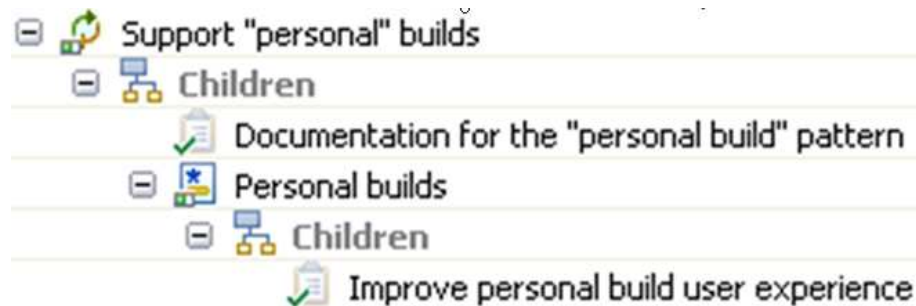 Support "personal" builds
Children
Documentation for the "personal build" pattern
Personal builds
Children
Improve personal build user experience